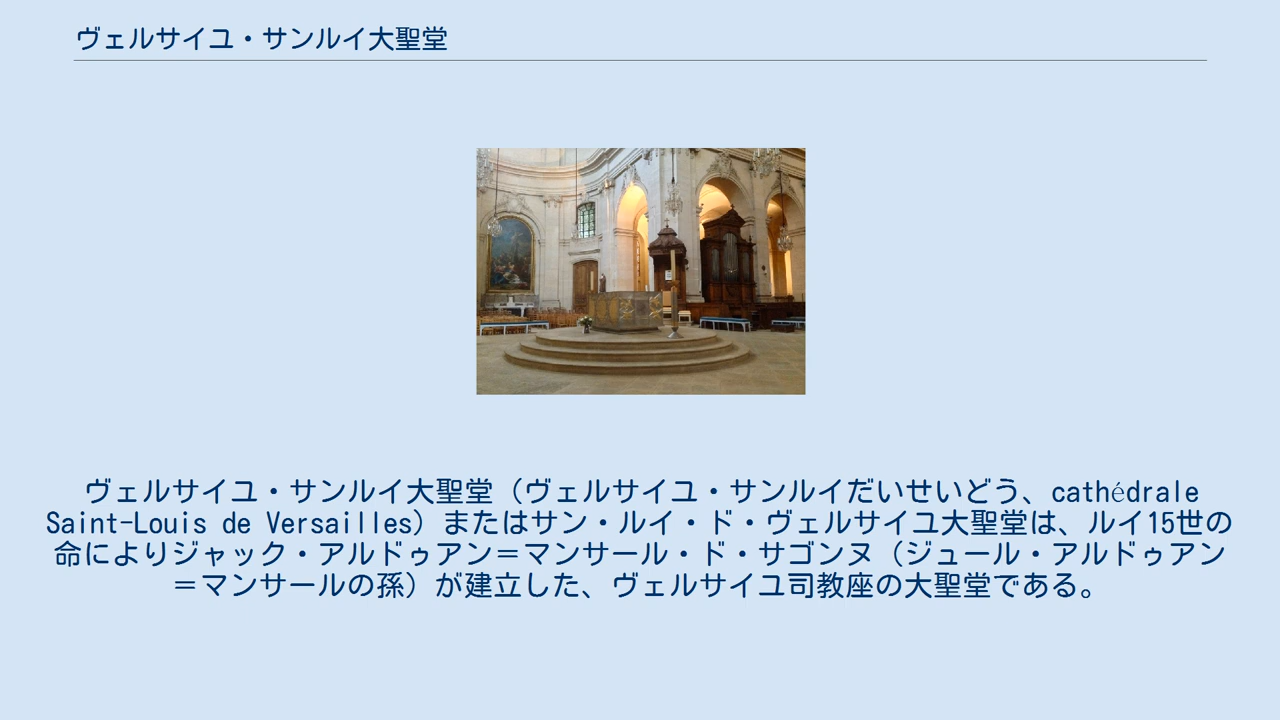 ヴェルサイユ・サンルイ大聖堂
ヴェルサイユ・サンルイ大聖堂（ヴェルサイユ・サンルイだいせいどう、cathédrale
Saint-Louis de Versailles）またはサン・ルイ・ド・ヴェルサイユ大聖堂は、ルイ15世の
命によりジャック・アルドゥアン＝マンサール・ド・サゴンヌ（ジュール・アルドゥアン
＝マンサールの孫）が建立した、ヴェルサイユ司教座の大聖堂である。